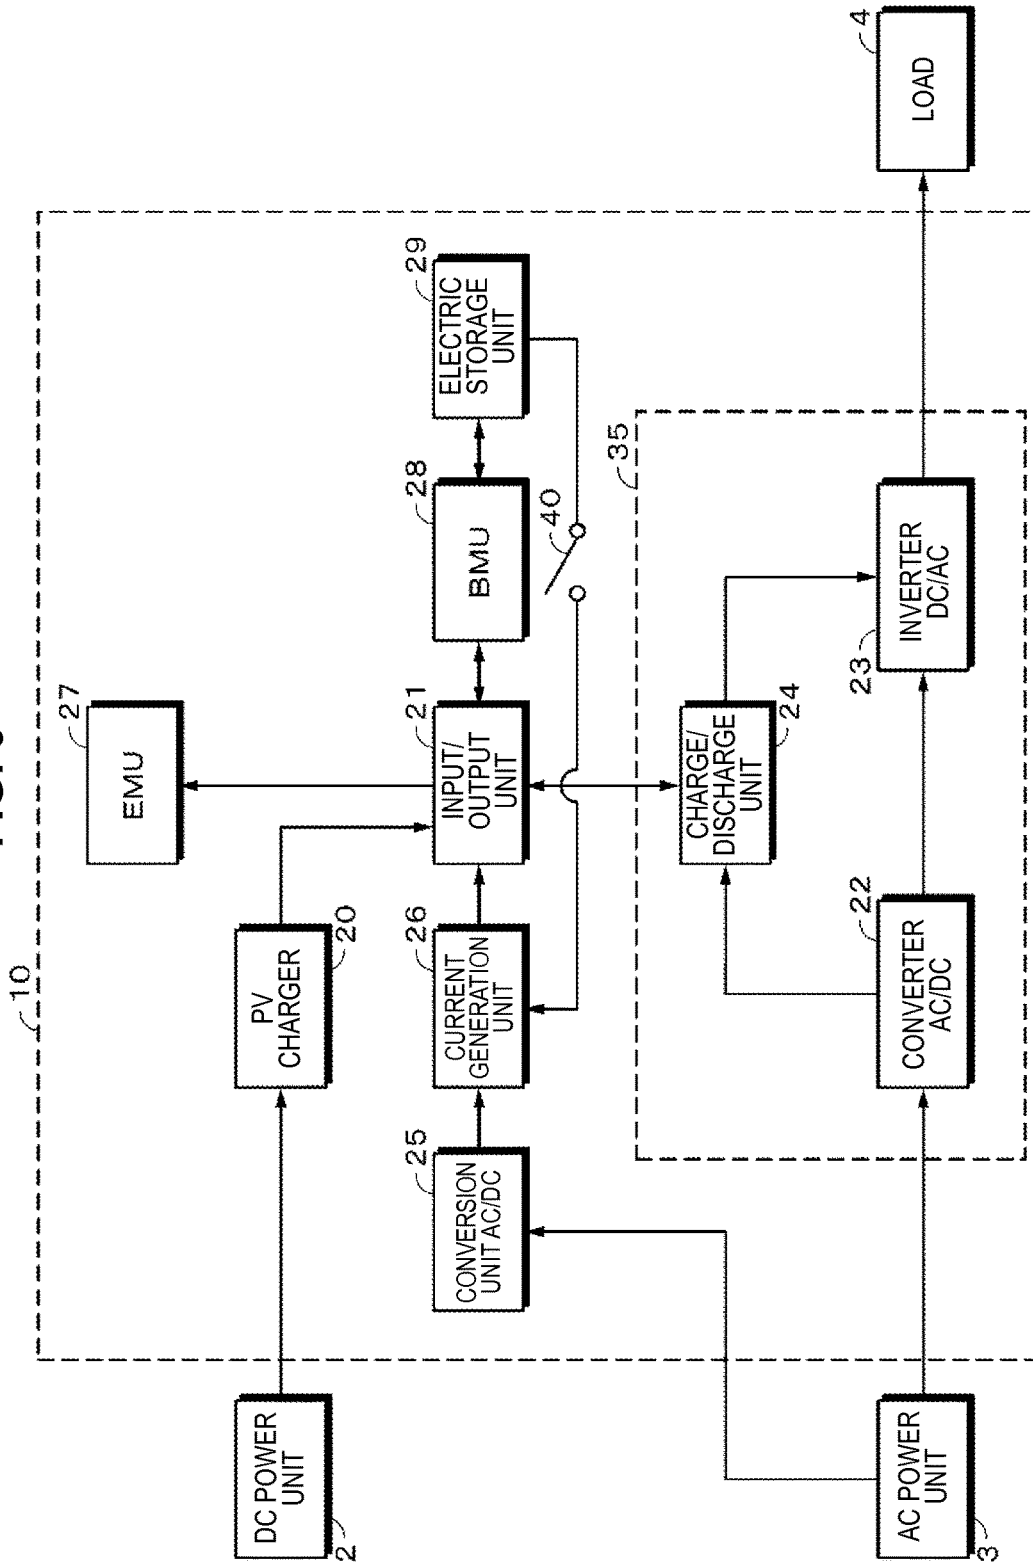 10
DC POWER
UNIT
2
PV
CHARGER
20
EMU
27
CONVERSION
UNIT AC/DC
25
CURRENT
GENERATION
UNIT
26
INPUT/
OUTPUT
UNIT
21
BMU
28
ELECTRIC
STORAGE
UNIT
29
40
35
CHARGE/
DISCHARGE
UNIT
24
AC POWER
UNIT
3
CONVERTER
AC/DC
22
INVERTER
DC/AC
23
LOAD
4